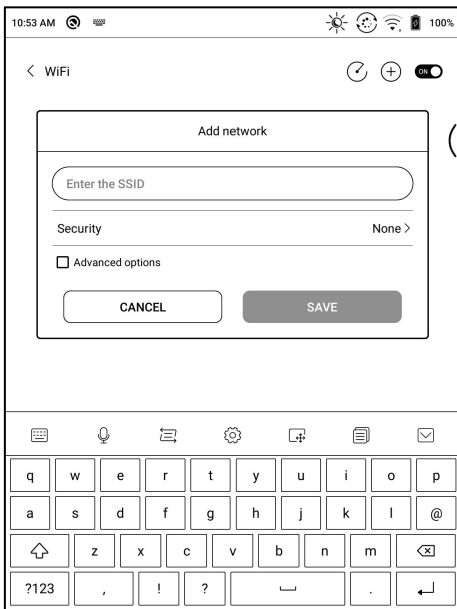 10:53 AM 100%
WiFi ON
Add network
Enter the SSID
Security None
Advanced options
CANCEL SAVE
q w e r t y u i o p
a s d f g h j k l @
z x c v b n m
?123 , ! ? .